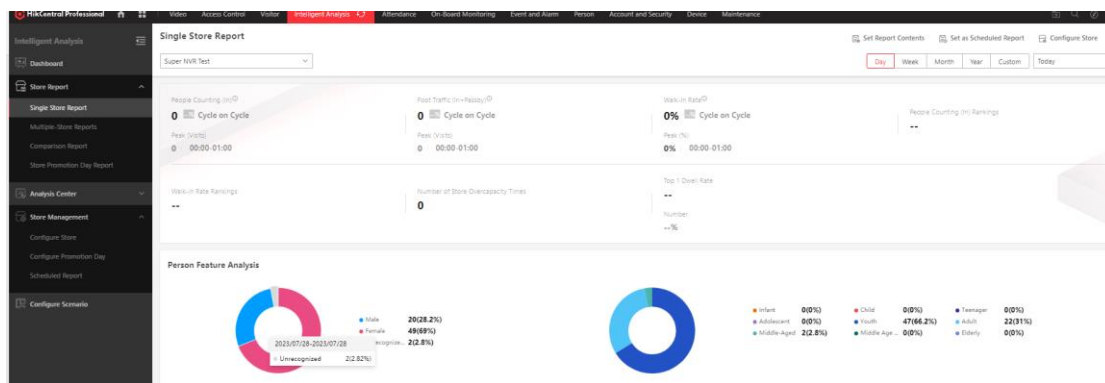 HikCentral Professional Video Access Control Visitor Intelligent Analysis Attendance On-Board Monitoring Event and Alarm Person Account and Security Device Maintenance
Intelligent Analysis
Dashboard
Store Report
Single Store Report
Multiple-Store Reports
Comparison Report
Store Promotion Day Report
Analysis Center
Store Management
Configure Store
Configure Promotion Day
Scheduled Report
Configure Scenario
Single Store Report
Set Report Contents Set as Scheduled Report Configure Store
Super NVR Test
Day Week Month Year Custom Today
People Counting (In) Foot Traffic (In+Passby) Walk-In Rate People Counting (In) Rankings
0 Cycle on Cycle 0 Cycle on Cycle 0% Cycle on Cycle --
Peak (Visits) Peak (Visits) Peak (%)
0 00:00-01:00 0 00:00-01:00 0% 00:00-01:00
Walk-In Rate Rankings Number of Store Overcapacity Times Top 1 Dwell Rate
-- 0 --
Number
--%
Person Feature Analysis
Male 20(28.2%)
Female 49(69%)
ecognize... 2(2.8%)
2023/07/28-2023/07/28
Unrecognized 2(2.82%)
Infant 0(0%) Child 0(0%) Teenager 0(0%)
Adolescent 0(0%) Youth 47(66.2%) Adult 22(31%)
Middle-Aged 2(2.8%) Middle Age ... 0(0%) Elderly 0(0%)